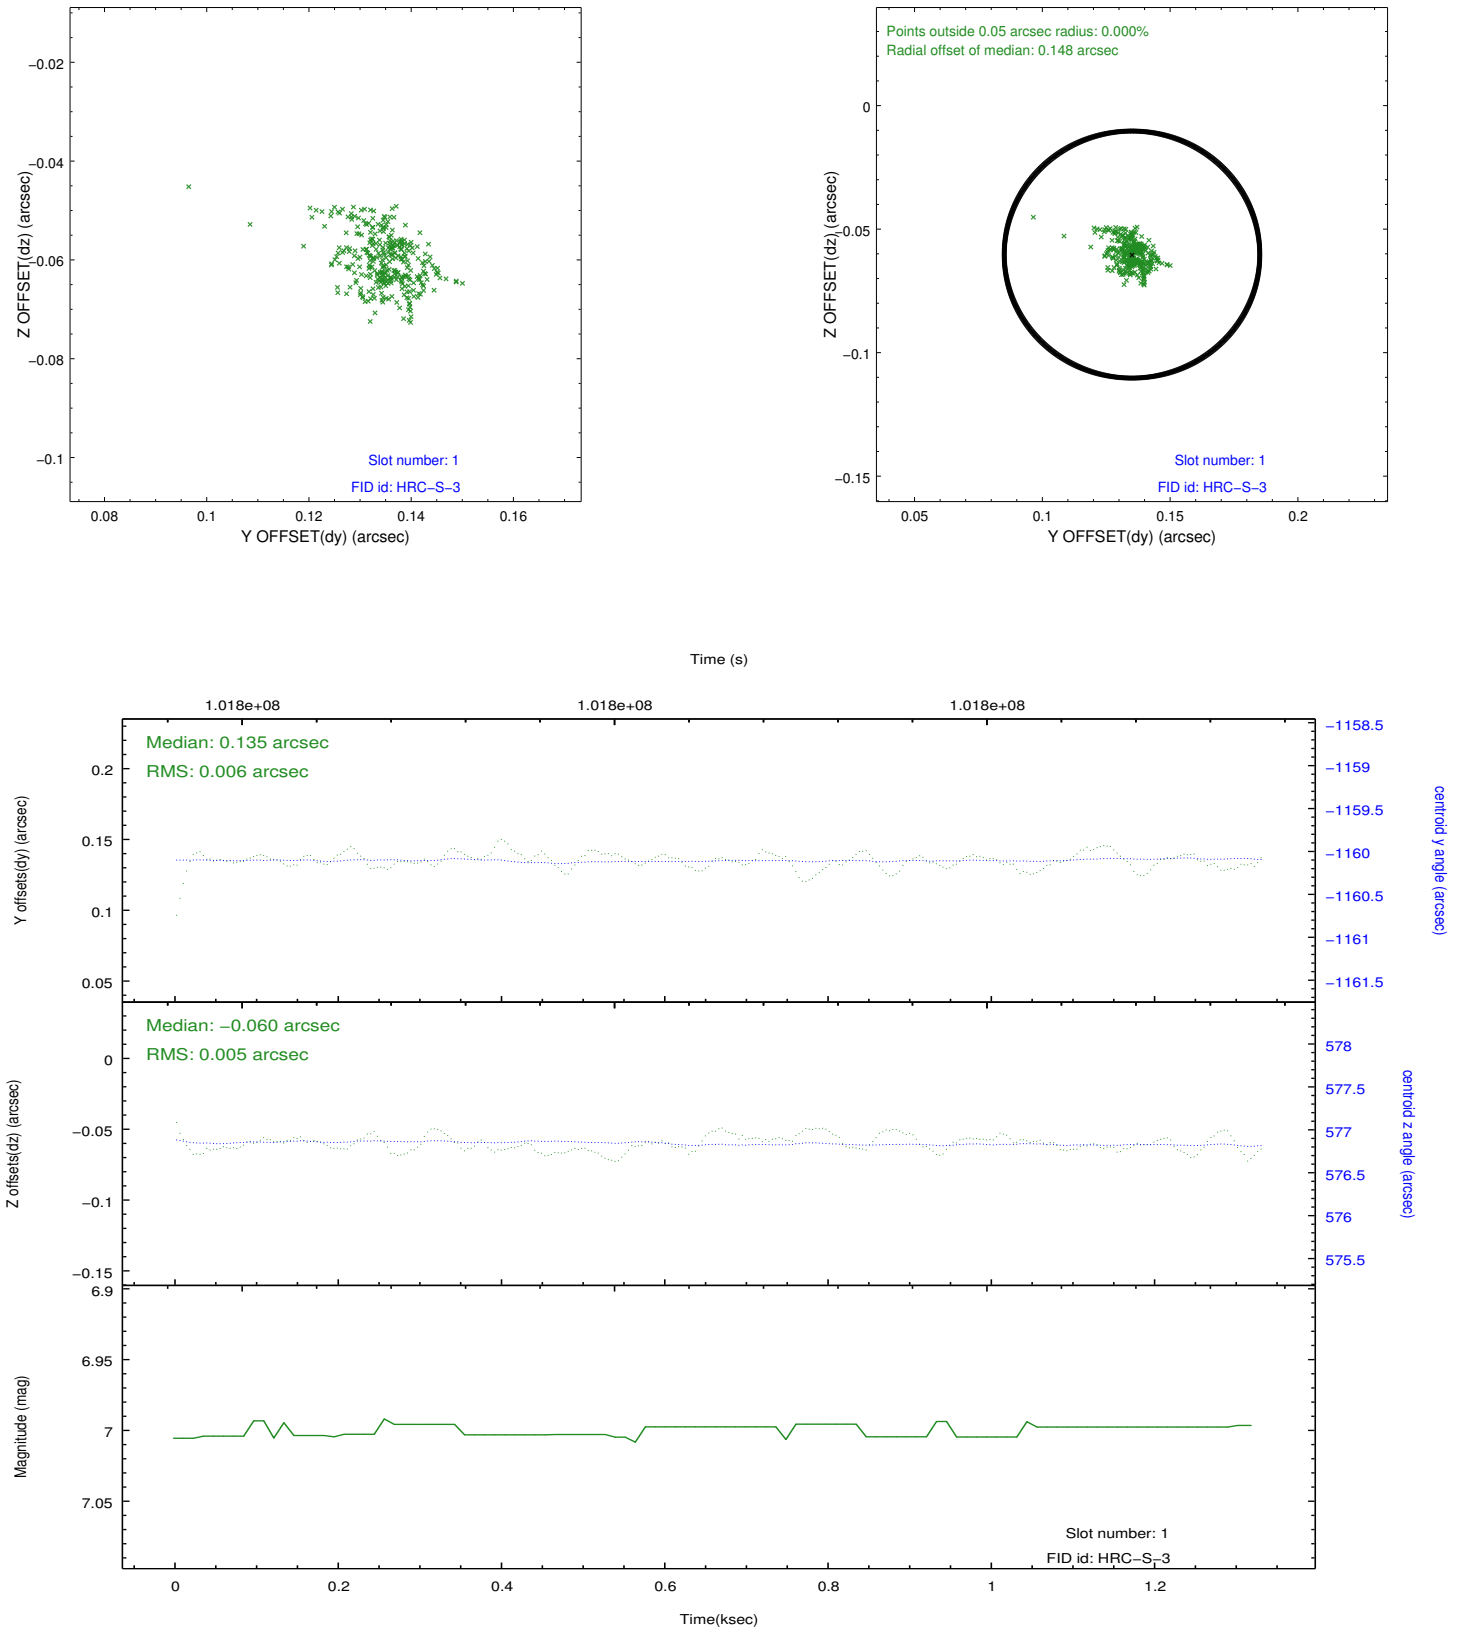 −0.02
−0.04
−0.06
−0.08
−0.1
Z OFFSET(dz) (arcsec)
Slot number: 1
FID id: HRC−S−3
0.08 0.1 0.12 0.14 0.16
Y OFFSET(dy) (arcsec)
Points outside 0.05 arcsec radius: 0.000%
Radial offset of median: 0.148 arcsec
0
−0.05
−0.1
−0.15
Z OFFSET(dz) (arcsec)
Slot number: 1
FID id: HRC−S−3
0.05 0.1 0.15 0.2
Y OFFSET(dy) (arcsec)
Time (s)
1.018e+08 1.018e+08 1.018e+08
Median: 0.135 arcsec
RMS: 0.006 arcsec
0.2
0.15
0.1
0.05
Y offsets(dy) (arcsec)
−1158.5
−1159
−1159.5
−1160
−1160.5
−1161
−1161.5
centroid y angle (arcsec)
Median: −0.060 arcsec
RMS: 0.005 arcsec
0
−0.05
−0.1
−0.15
Z offsets(dz) (arcsec)
578
577.5
577
576.5
576
575.5
centroid z angle (arcsec)
6.9
6.95
7
7.05
Magnitude (mag)
Slot number: 1
FID id: HRC−S−3
0 0.2 0.4 0.6 0.8 1 1.2
Time(ksec)